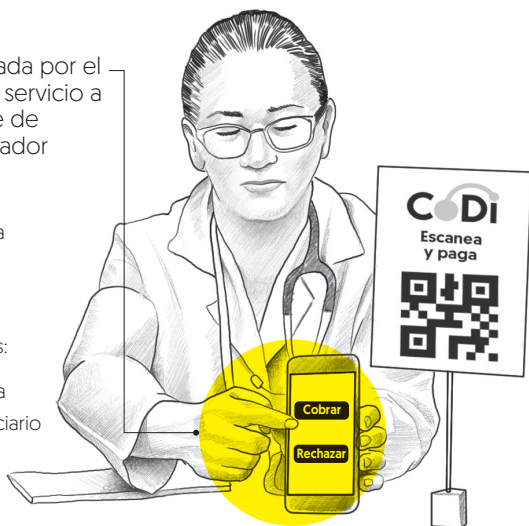 ada por el
servicio a
e de
ador
a
s:
a
ciario
CoDi
Escanea
y paga
Cobrar
Rechazar